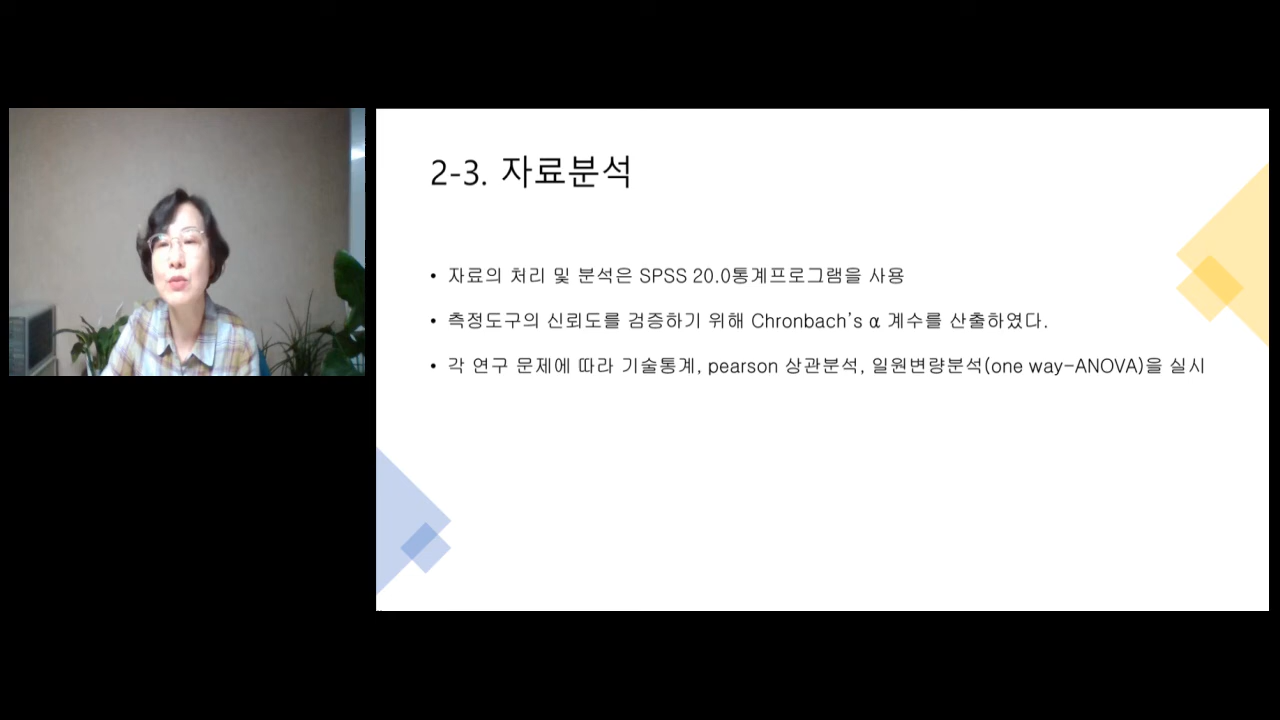 2-3. 자료분석
• 자료의 처리 및 분석은 SPSS 20.0통계프로그램을 사용
• 측정도구의 신뢰도를 검증하기 위해 Chronbach’s α 계수를 산출하였다.
• 각 연구 문제에 따라 기술통계, pearson 상관분석, 일원변량분석(one way-ANOVA)을 실시